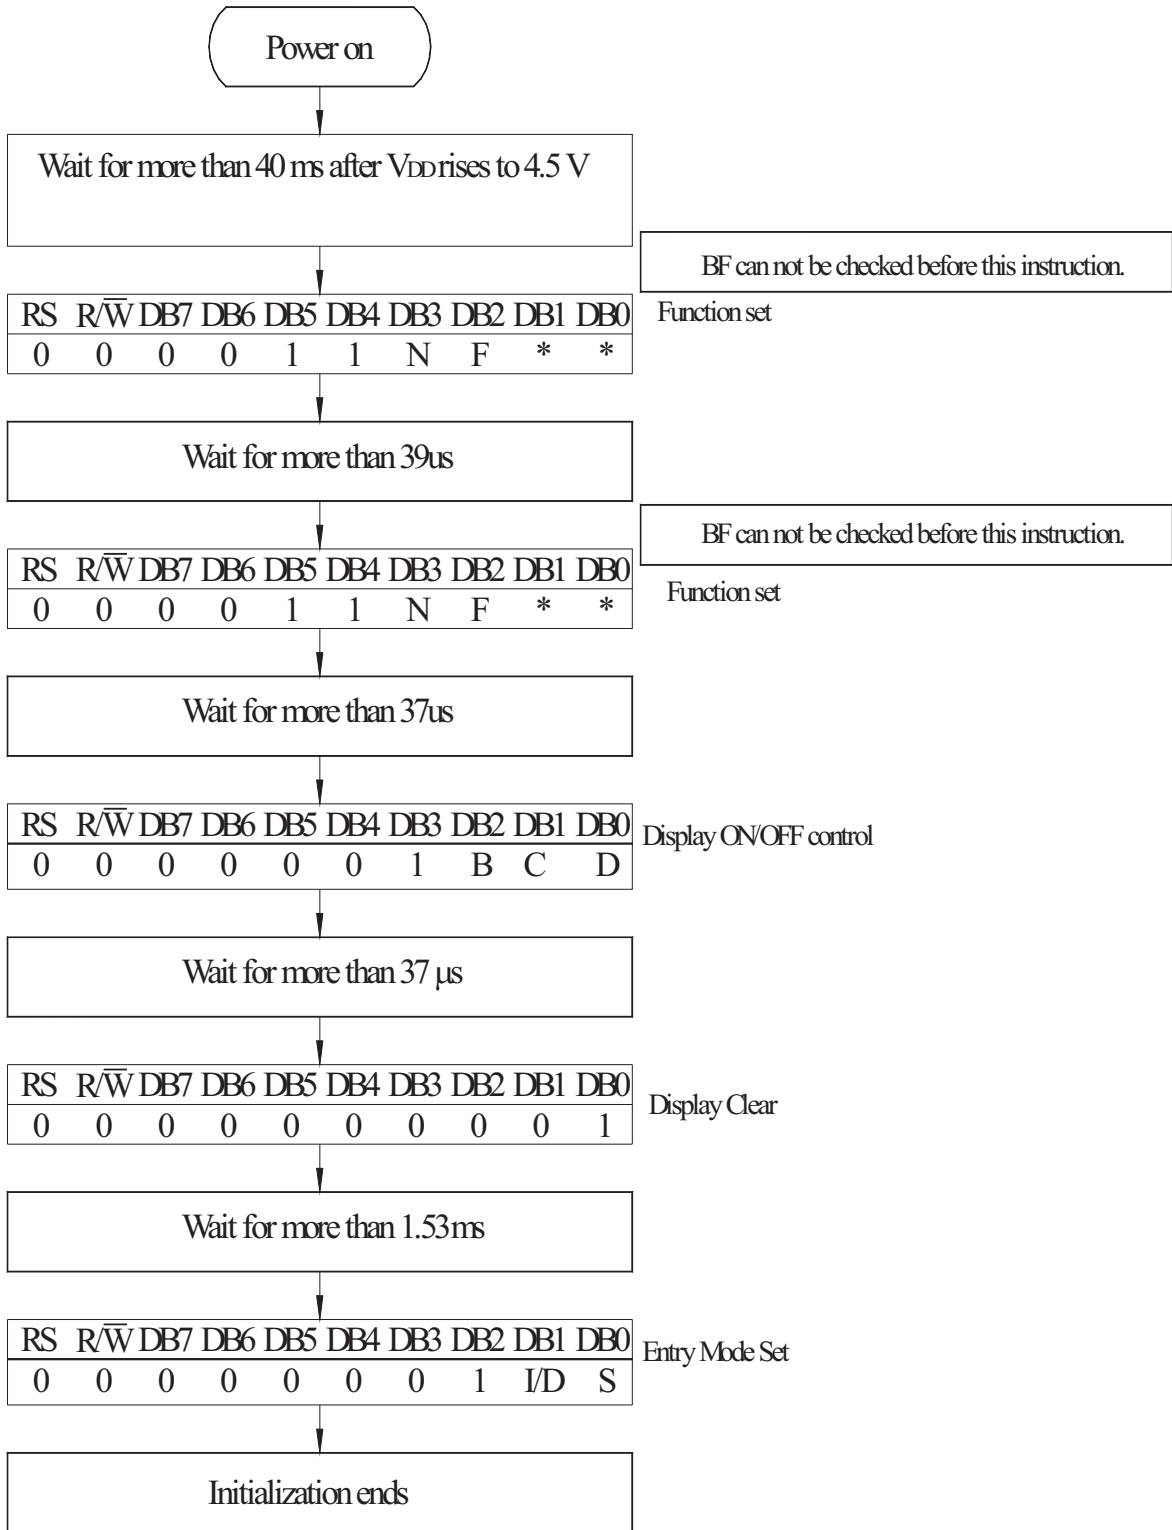 Power on
Wait for more than 40 ms after VDD rises to 4.5 V
BF can not be checked before this instruction.
RS R/W̅ DB7 DB6 DB5 DB4 DB3 DB2 DB1 DB0
Function set
0 0 0 0 1 1 N F * *
Wait for more than 39us
BF can not be checked before this instruction.
RS R/W̅ DB7 DB6 DB5 DB4 DB3 DB2 DB1 DB0
Function set
0 0 0 0 1 1 N F * *
Wait for more than 37us
RS R/W̅ DB7 DB6 DB5 DB4 DB3 DB2 DB1 DB0
Display ON/OFF control
0 0 0 0 0 0 1 B C D
Wait for more than 37 µs
RS R/W̅ DB7 DB6 DB5 DB4 DB3 DB2 DB1 DB0
Display Clear
0 0 0 0 0 0 0 0 0 1
Wait for more than 1.53ms
RS R/W̅ DB7 DB6 DB5 DB4 DB3 DB2 DB1 DB0
Entry Mode Set
0 0 0 0 0 0 0 1 I/D S
Initialization ends